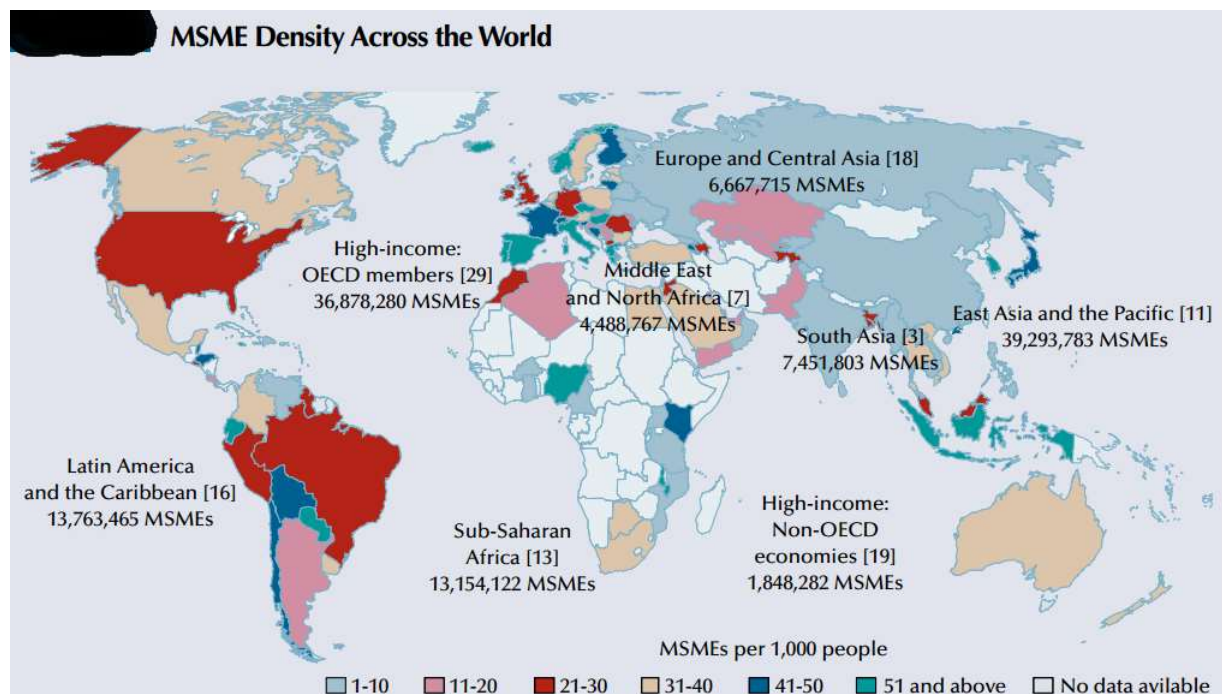 MSME Density Across the World
Europe and Central Asia [18]
6,667,715 MSMEs
High-income:
OECD members [29]
36,878,280 MSMEs
Middle East
and North Africa [7]
4,488,767 MSMEs
South Asia [3]
7,451,803 MSMEs
East Asia and the Pacific [11]
39,293,783 MSMEs
Latin America
and the Caribbean [16]
13,763,465 MSMEs
Sub-Saharan
Africa [13]
13,154,122 MSMEs
High-income:
Non-OECD
economies [19]
1,848,282 MSMEs
MSMEs per 1,000 people
1-10
11-20
21-30
31-40
41-50
51 and above
No data avilable